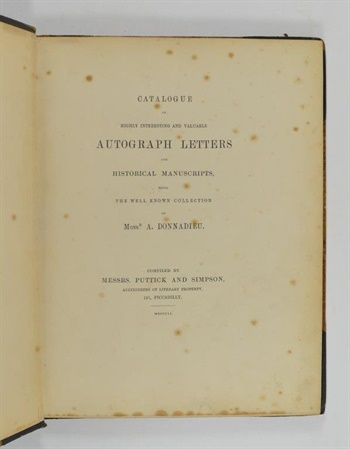 CATALOGUE
OF
HIGHLY INTERESTING AND VALUABLE
AUTOGRAPH LETTERS
AND
HISTORICAL MANUSCRIPTS,
BEING
THE WELL-KNOWN COLLECTION
OF
MONS. A. DONNADIEU.
COMPILED BY
MESSRS. PUTTICK AND SIMPSON,
AUCTIONEERS OF LITERARY PROPERTY,
191, PICCADILLY.